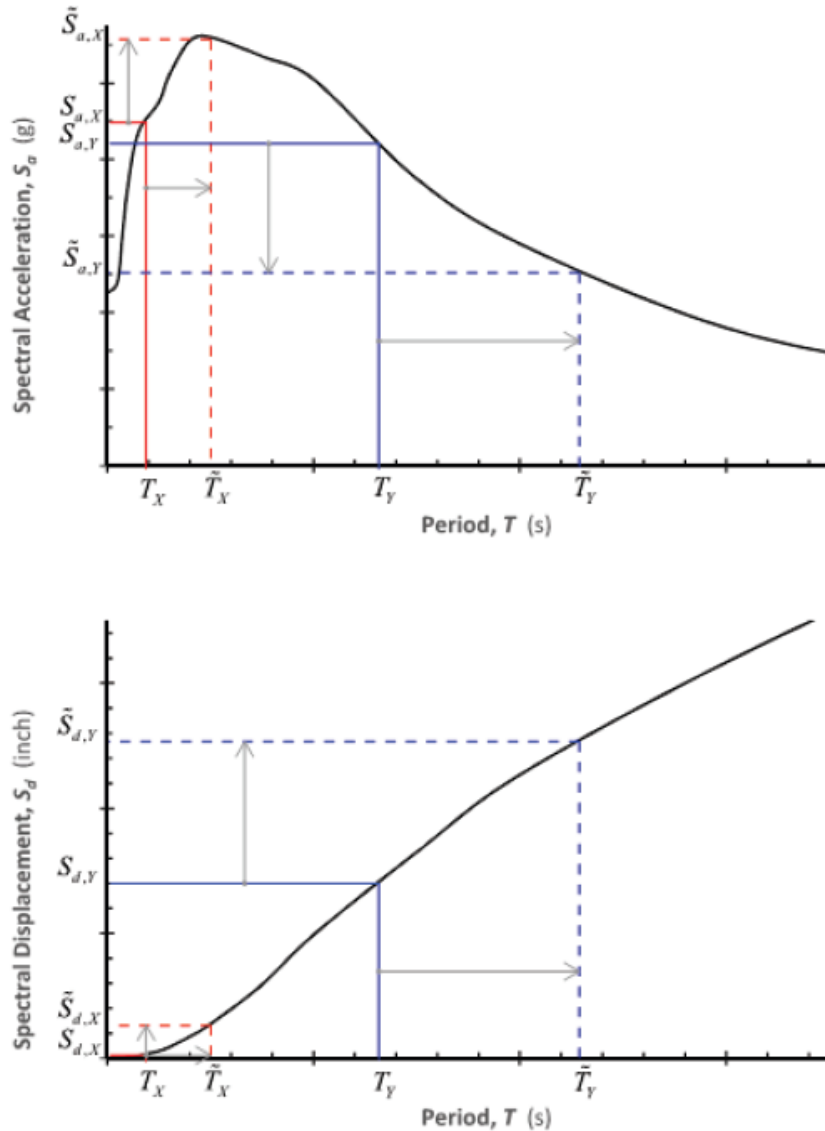 S̃a,X
Sa,X
Sa,Y
S̃a,Y
Spectral Acceleration, Sa (g)
TX T̃X TY T̃Y
Period, T (s)
S̃d,Y
Sd,Y
S̃d,X
Sd,X
Spectral Displacement, Sd (inch)
TX T̃X TY T̃Y
Period, T (s)